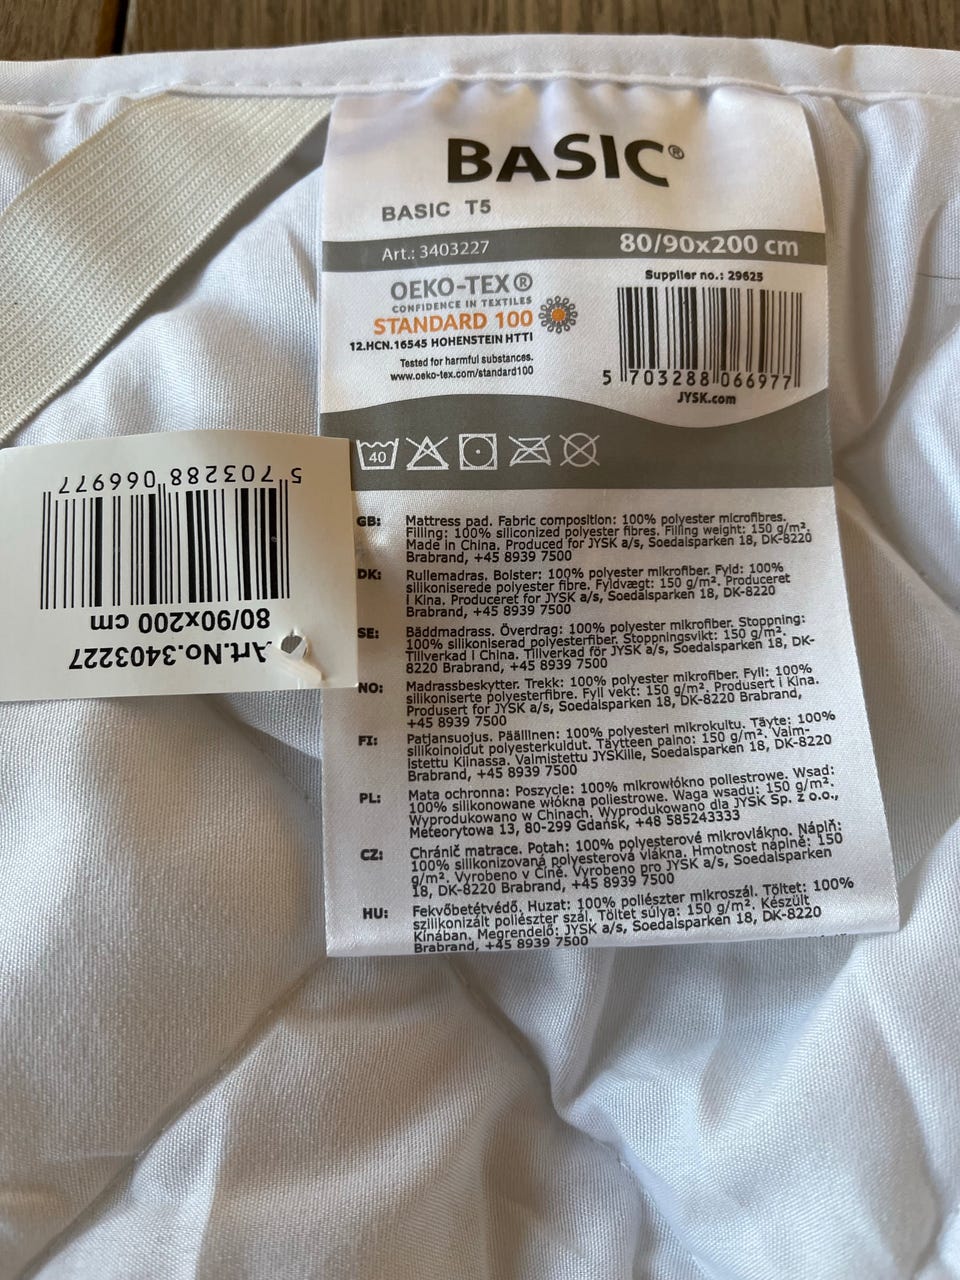 BASIC®
BASIC T5
Art.: 3403227
80/90x200 cm
OEKO-TEX®
CONFIDENCE IN TEXTILES
STANDARD 100
12.HCN.16545 HOHENSTEIN HTTI
Tested for harmful substances.
www.oeko-tex.com/standard100
Supplier no.: 29625
5 703288 066977
JYSK.com
40
GB: Mattress pad. Fabric composition: 100% polyester microfibres.
Filling: 100% siliconized polyester fibres. Filling weight: 150 g/m².
Made in China. Produced for JYSK a/s, Soedalsparken 18, DK-8220
Brabrand, +45 8939 7500
DK: Rullemadras. Bolster: 100% polyester mikrofiber. Fyld: 100%
silikoniserede polyester fibre. Fyldvægt: 150 g/m². Produceret
i Kina. Produceret for JYSK a/s, Soedalsparken 18, DK-8220
Brabrand, +45 8939 7500
SE: Bäddmadrass. Överdrag: 100% polyester mikrofiber. Stoppning:
100% silikoniserad polyesterfiber. Stoppningsvikt: 150 g/m².
Tillverkad i China. Tillverkad för JYSK a/s, Soedalsparken 18, DK-
8220 Brabrand, +45 8939 7500
NO: Madrassbeskytter. Trekk: 100% polyester mikrofiber. Fyll: 100%
silikoniserte polyesterfibre. Fyll vekt: 150 g/m². Produsert i Kina.
Produsert for JYSK a/s, Soedalsparken 18, DK-8220 Brabrand,
+45 8939 7500
FI: Patjansuojus. Päällinen: 100% polyesteri mikrokuitu. Täyte: 100%
silikoinoidut polyesterkuidut. Täytteen paino: 150 g/m². Valm-
istettu Kiinassa. Valmistettu JYSKille, Soedalsparken 18, DK-8220
Brabrand, +45 8939 7500
PL: Mata ochronna: Poszycie: 100% mikrowłókno poliestrowe. Wsad:
100% silikonowane włókna poliestrowe. Waga wsadu: 150 g/m².
Wyprodukowano w Chinach. Wyprodukowano dla JYSK Sp. z o.o.,
Meteorytowa 13, 80-299 Gdańsk, +48 585243333
CZ: Chránič matrace. Potah: 100% polyesterové mikrovlákno. Náplň:
100% silikonizovaná polyesterová vlákna. Hmotnost náplně: 150
g/m². Vyrobeno v Číně. Vyrobeno pro JYSK a/s, Soedalsparken
18, DK-8220 Brabrand, +45 8939 7500
HU: Fekvőbetétvédő. Huzat: 100% poliészter mikroszál. Töltet: 100%
szilikonizált poliészter szál. Töltet súlya: 150 g/m². Készült
Kínában. Megrendelő: JYSK a/s, Soedalsparken 18, DK-8220
Brabrand, +45 8939 7500
Art.No.3403227
80/90x200 cm
5 703288 066977